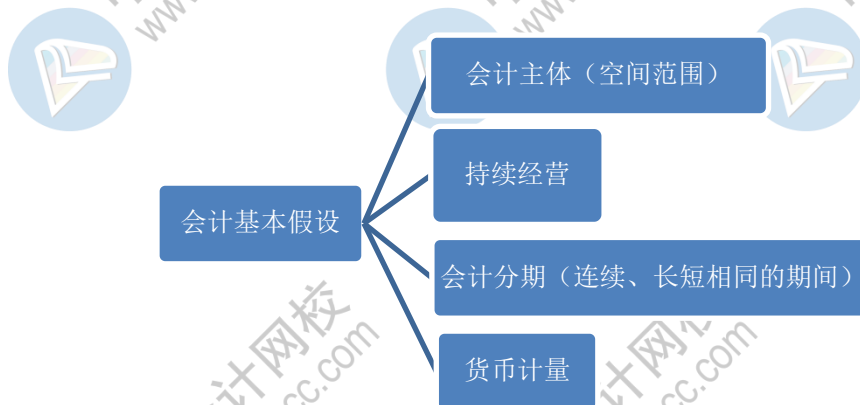 会计主体（空间范围）
持续经营
会计基本假设
会计分期（连续、长短相同的期间）
货币计量